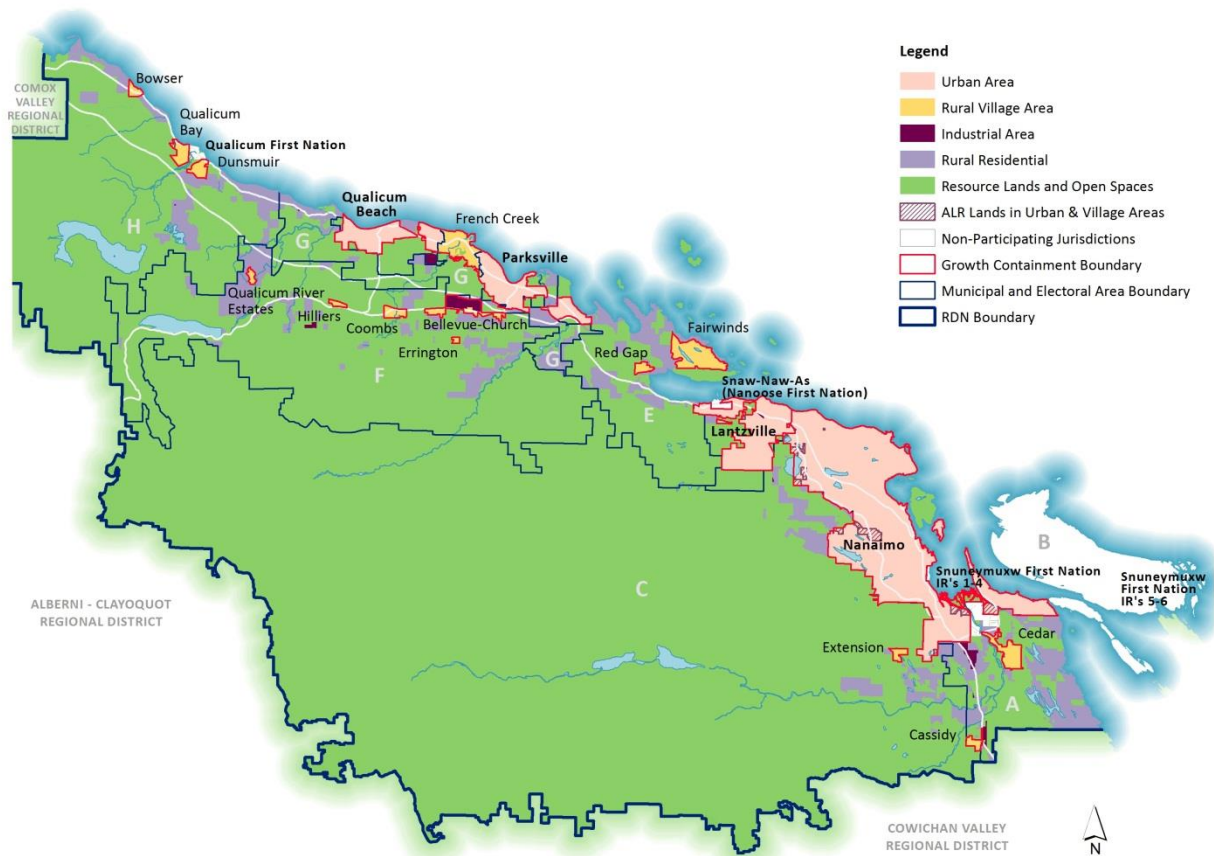 Legend
Urban Area
Rural Village Area
Industrial Area
Rural Residential
Resource Lands and Open Spaces
ALR Lands in Urban & Village Areas
Non-Participating Jurisdictions
Growth Containment Boundary
Municipal and Electoral Area Boundary
RDN Boundary
COMOX
VALLEY
REGIONAL
DISTRICT
Bowser
Qualicum
Bay
Qualicum First Nation
Dunsmuir
Qualicum
Beach
French Creek
H
G
Parksville
G
Qualicum River
Estates
Hilliers
Coombs
Bellevue-Church
Errington
Fairwinds
Red Gap
G
F
E
Snaw-Naw-As
(Nanoose First Nation)
Lantzville
Nanaimo
B
Snuneymuxw First Nation
IR's 1-4
Snuneymuxw
First Nation
IR's 5-6
C
ALBERNI - CLAYOQUOT
REGIONAL DISTRICT
Extension
Cedar
A
Cassidy
COWICHAN VALLEY
REGIONAL DISTRICT
N